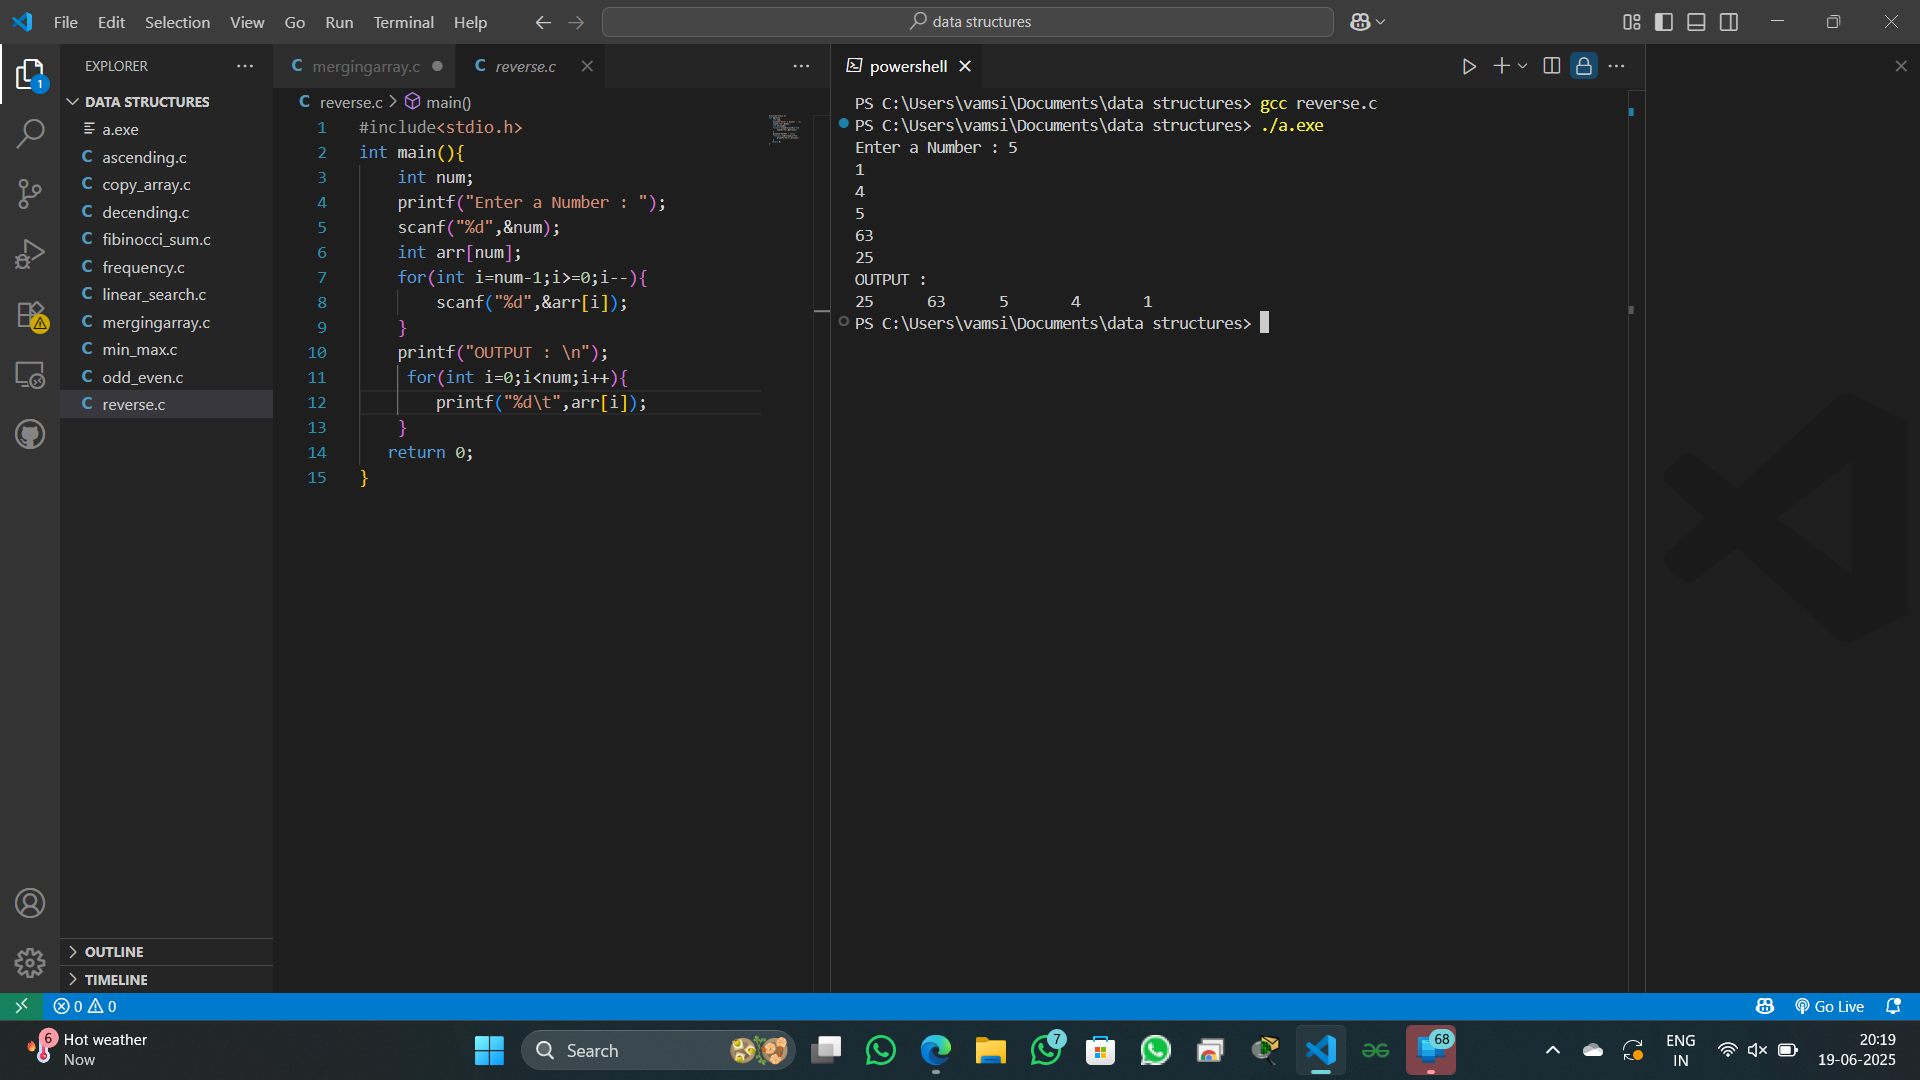 File Edit Selection View Go Run Terminal Help
data structures
EXPLORER
DATA STRUCTURES
a.exe
C ascending.c
C copy_array.c
C decending.c
C fibinocci_sum.c
C frequency.c
C linear_search.c
C mergingarray.c
C min_max.c
C odd_even.c
C reverse.c
OUTLINE
TIMELINE
1
C mergingarray.c
C reverse.c
C reverse.c > main()
1 #include<stdio.h>
2 int main(){
3 int num;
4 printf("Enter a Number : ");
5 scanf("%d",&num);
6 int arr[num];
7 for(int i=num-1;i>=0;i--){
8 scanf("%d",&arr[i]);
9 }
10 printf("OUTPUT : \n");
11 for(int i=0;i<num;i++){
12 printf("%d\t",arr[i]);
13 }
14 return 0;
15 }
powershell
PS C:\Users\vamsi\Documents\data structures> gcc reverse.c
PS C:\Users\vamsi\Documents\data structures> ./a.exe
Enter a Number : 5
1
4
5
63
25
OUTPUT :
25 63 5 4 1
PS C:\Users\vamsi\Documents\data structures>
0 0
Go Live
6
Hot weather
Now
Search
7
68
ENG
IN
20:19
19-06-2025